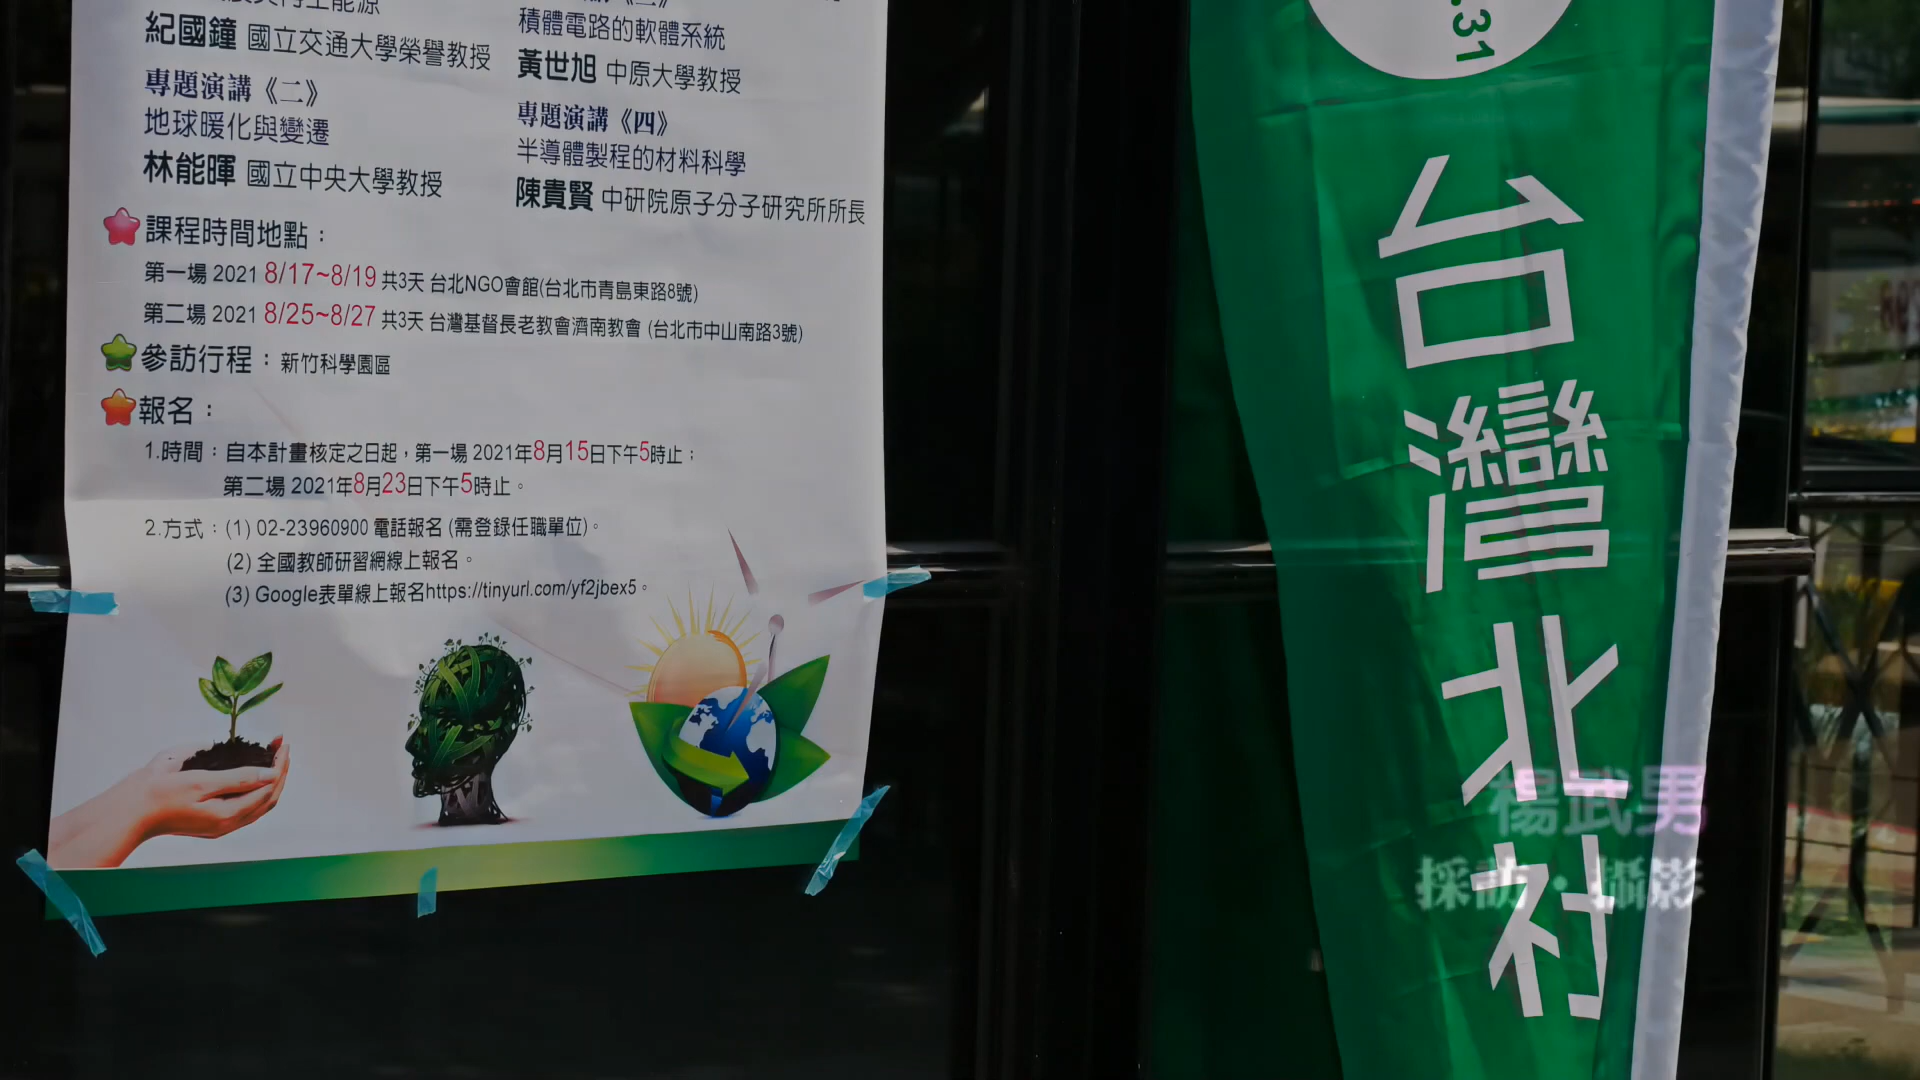 紀國鐘 國立交通大學榮譽教授
專題演講《二》
地球暖化與變遷
林能暉 國立中央大學教授
積體電路的軟體系統
黃世旭 中原大學教授
專題演講《四》
半導體製程的材料科學
陳貴賢 中研院原子分子研究所所長
課程時間地點：
第一場 2021 8/17~8/19 共3天 台北NGO會館(台北市青島東路8號)
第二場 2021 8/25~8/27 共3天 台灣基督長老教會濟南教會 (台北市中山南路3號)
參訪行程：新竹科學園區
報名：
1.時間：自本計畫核定之日起，第一場 2021年8月15日下午5時止；
第二場 2021年8月23日下午5時止。
2.方式：(1) 02-23960900 電話報名 (需登錄任職單位)。
(2) 全國教師研習網線上報名。
(3) Google表單線上報名https://tinyurl.com/yf2jbex5。
.31
台灣北社
楊武男
採訪·攝影